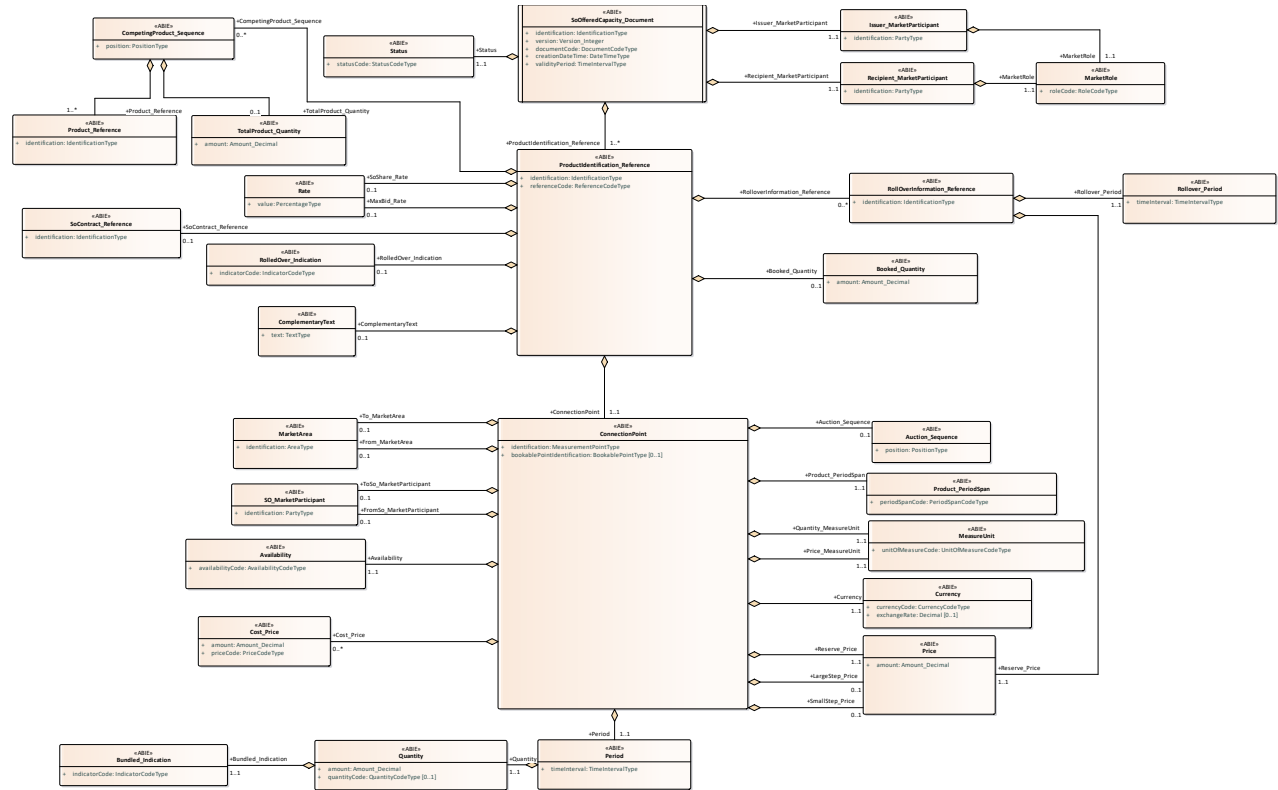 «ABIE»
CompetingProduct_Sequence
+ position: PositionType
+CompetingProduct_Sequence
0..*
«ABIE»
Status
+ statusCode: StatusCodeType
+Status
1..1
«ABIE»
SoOfferedCapacity_Document
+ identification: IdentificationType
+ version: Version_Integer
+ documentCode: DocumentCodeType
+ creationDateTime: DateTimeType
+ validityPeriod: TimeIntervalType
+Issuer_MarketParticipant
1..1
«ABIE»
Issuer_MarketParticipant
+ identification: PartyType
+MarketRole
1..1
+Recipient_MarketParticipant
1..1
«ABIE»
Recipient_MarketParticipant
+ identification: PartyType
+MarketRole
1..1
«ABIE»
MarketRole
+ roleCode: RoleCodeType
1..*
+Product_Reference
0..1
+TotalProduct_Quantity
«ABIE»
Product_Reference
+ identification: IdentificationType
«ABIE»
TotalProduct_Quantity
+ amount: Amount_Decimal
+ProductIdentification_Reference
1..*
«ABIE»
ProductIdentification_Reference
+ identification: IdentificationType
+ referenceCode: ReferenceCodeType
«ABIE»
Rate
+ value: PercentageType
+SoShare_Rate
0..1
+MaxBid_Rate
0..1
+RolloverInformation_Reference
0..*
«ABIE»
RollOverInformation_Reference
+ identification: IdentificationType
+Rollover_Period
1..1
«ABIE»
Rollover_Period
+ timeInterval: TimeIntervalType
«ABIE»
SoContract_Reference
+ identification: IdentificationType
+SoContract_Reference
0..1
«ABIE»
RolledOver_Indication
+ indicatorCode: IndicatorCodeType
+RolledOver_Indication
0..1
+Booked_Quantity
0..1
«ABIE»
Booked_Quantity
+ amount: Amount_Decimal
«ABIE»
ComplementaryText
+ text: TextType
+ComplementaryText
0..1
+ConnectionPoint
1..1
«ABIE»
ConnectionPoint
+ identification: MeasurementPointType
+ bookablePointIdentification: BookablePointType [0..1]
«ABIE»
MarketArea
+ identification: AreaType
+To_MarketArea
0..1
+From_MarketArea
0..1
+Auction_Sequence
0..1
«ABIE»
Auction_Sequence
+ position: PositionType
«ABIE»
SO_MarketParticipant
+ identification: PartyType
+ToSo_MarketParticipant
0..1
+FromSo_MarketParticipant
0..1
+Product_PeriodSpan
1..1
«ABIE»
Product_PeriodSpan
+ periodSpanCode: PeriodSpanCodeType
+Quantity_MeasureUnit
1..1
+Price_MeasureUnit
1..1
«ABIE»
MeasureUnit
+ unitOfMeasureCode: UnitOfMeasureCodeType
«ABIE»
Availability
+ availabilityCode: AvailabilityCodeType
+Availability
1..1
+Currency
1..1
«ABIE»
Currency
+ currencyCode: CurrencyCodeType
+ exchangeRate: Decimal [0..1]
«ABIE»
Cost_Price
+ amount: Amount_Decimal
+ priceCode: PriceCodeType
+Cost_Price
0..*
+Reserve_Price
1..1
+LargeStep_Price
0..1
+SmallStep_Price
0..1
«ABIE»
Price
+ amount: Amount_Decimal
+Reserve_Price
1..1
+Period
1..1
«ABIE»
Bundled_Indication
+ indicatorCode: IndicatorCodeType
+Bundled_Indication
1..1
«ABIE»
Quantity
+ amount: Amount_Decimal
+ quantityCode: QuantityCodeType [0..1]
+Quantity
1..1
«ABIE»
Period
+ timeInterval: TimeIntervalType